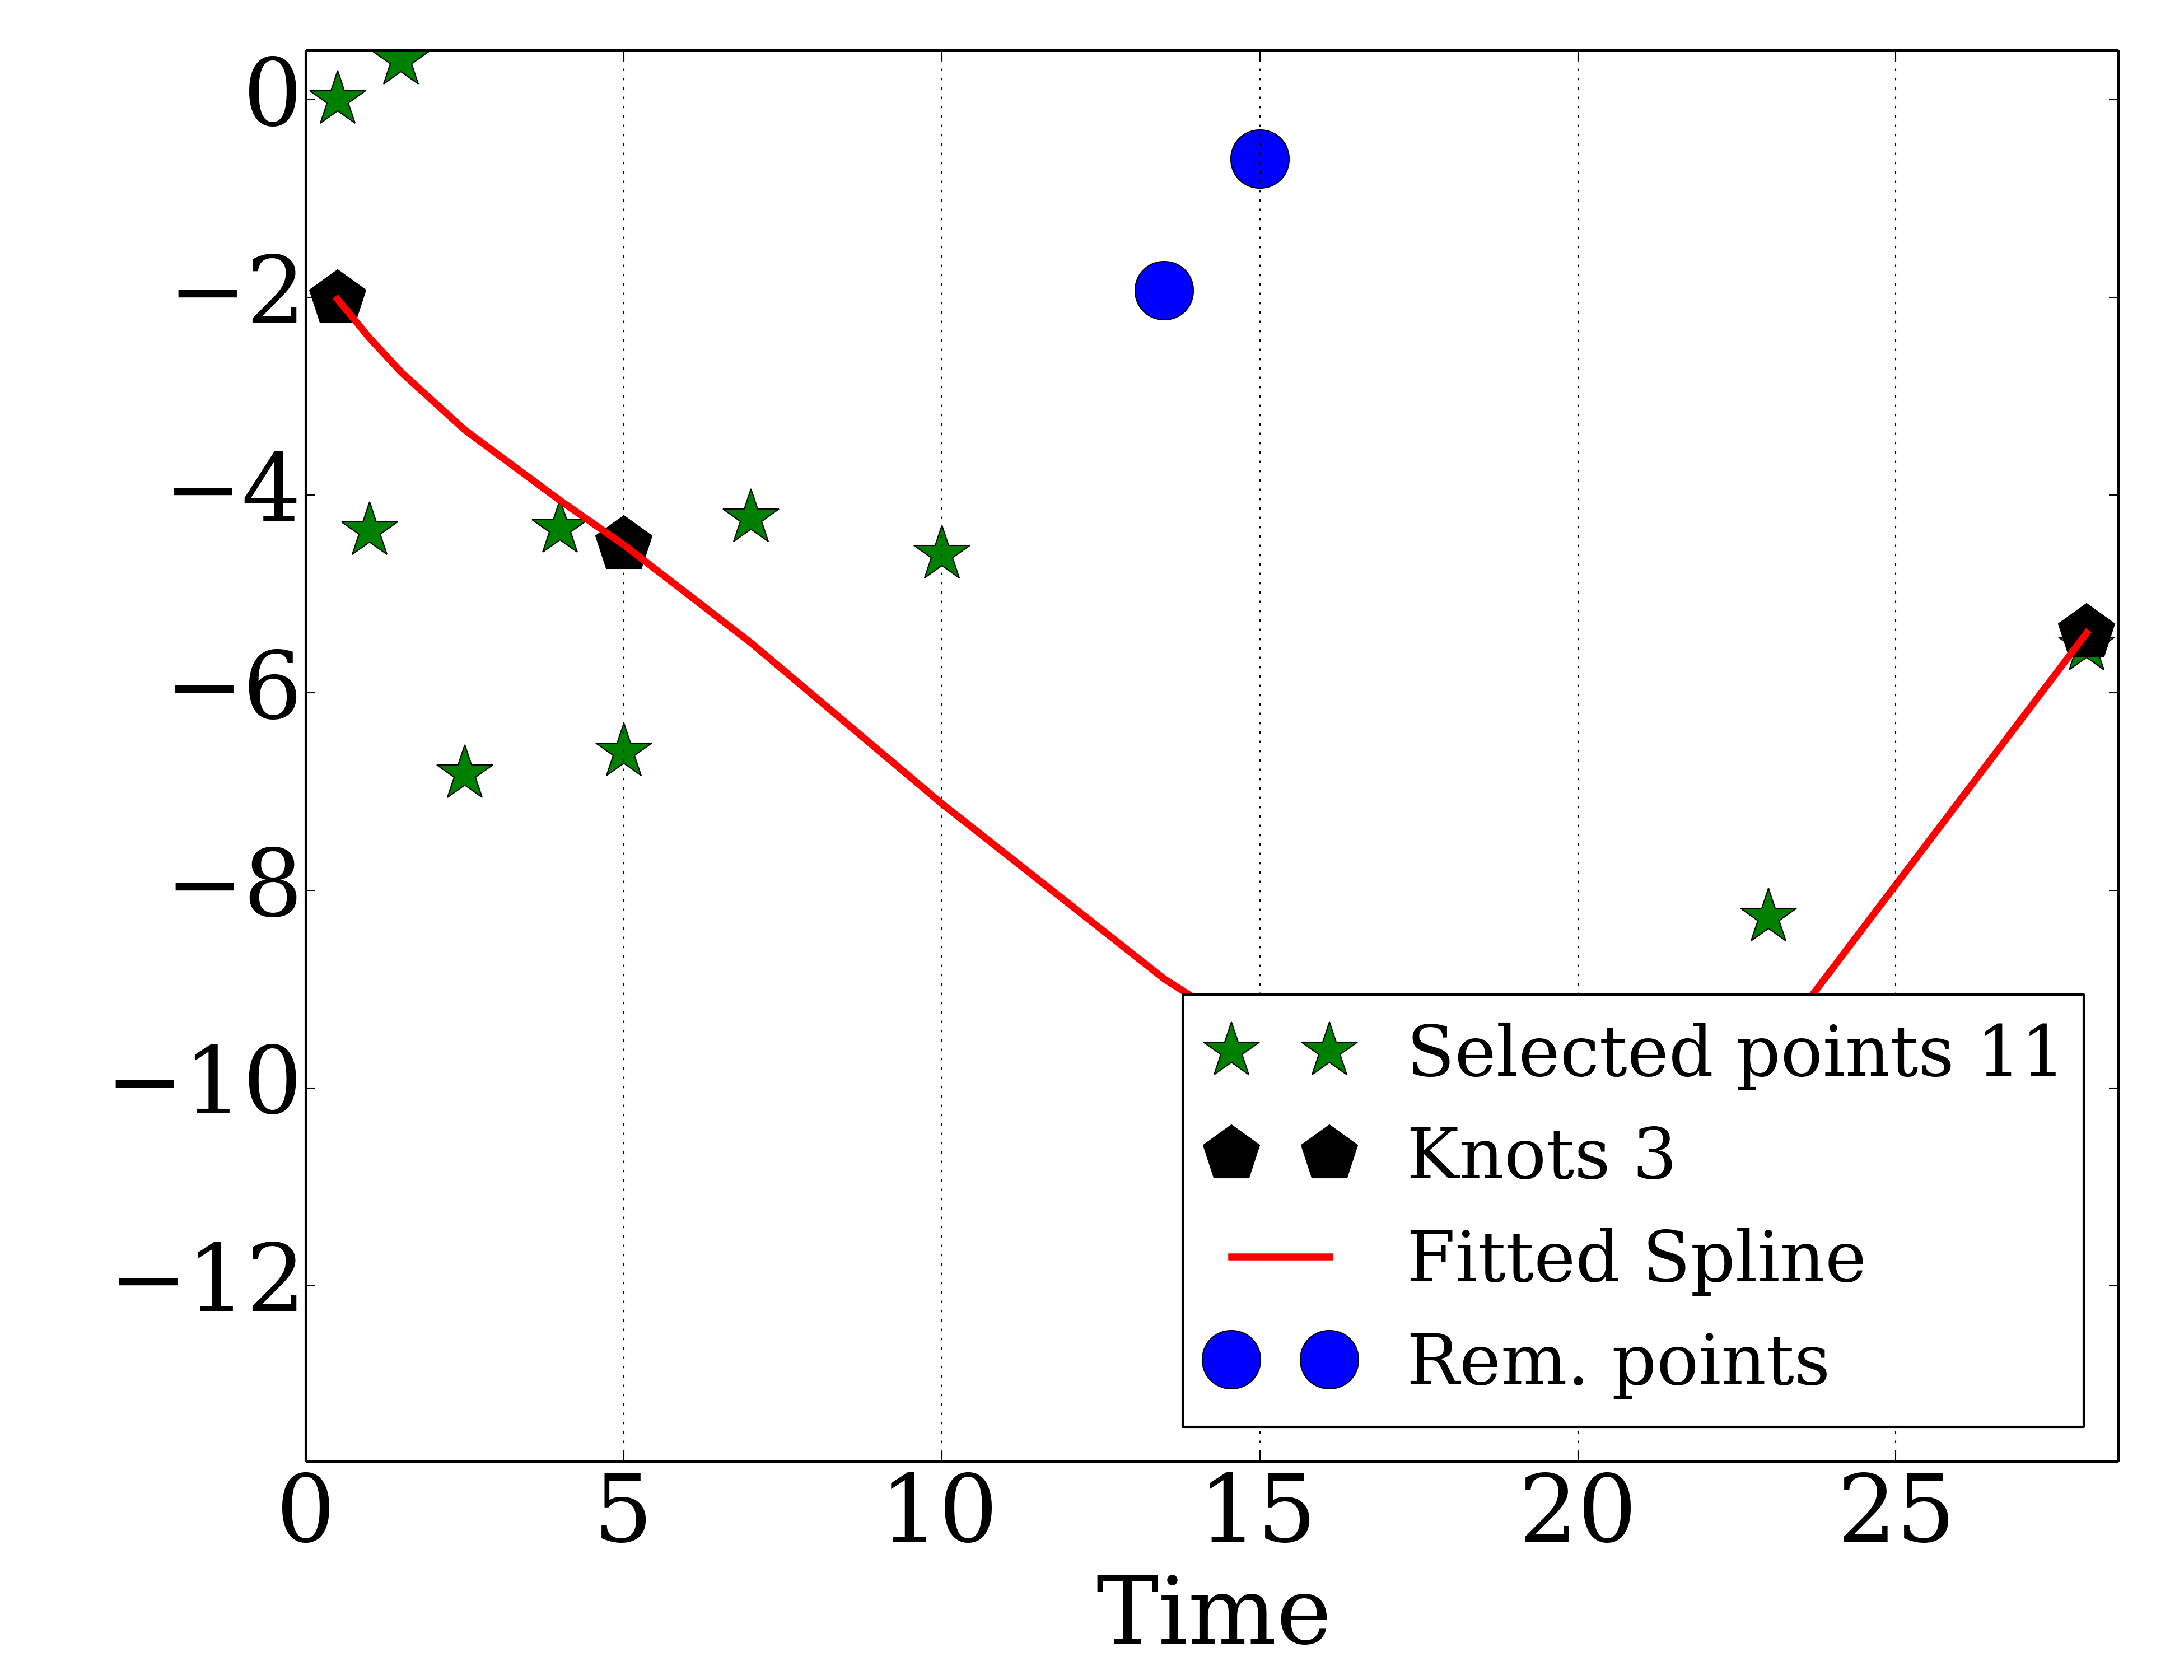 0
−2
−4
−6
−8
−10
−12
Selected points 11
Knots 3
Fitted Spline
Rem. points
0 5 10 15 20 25
Time